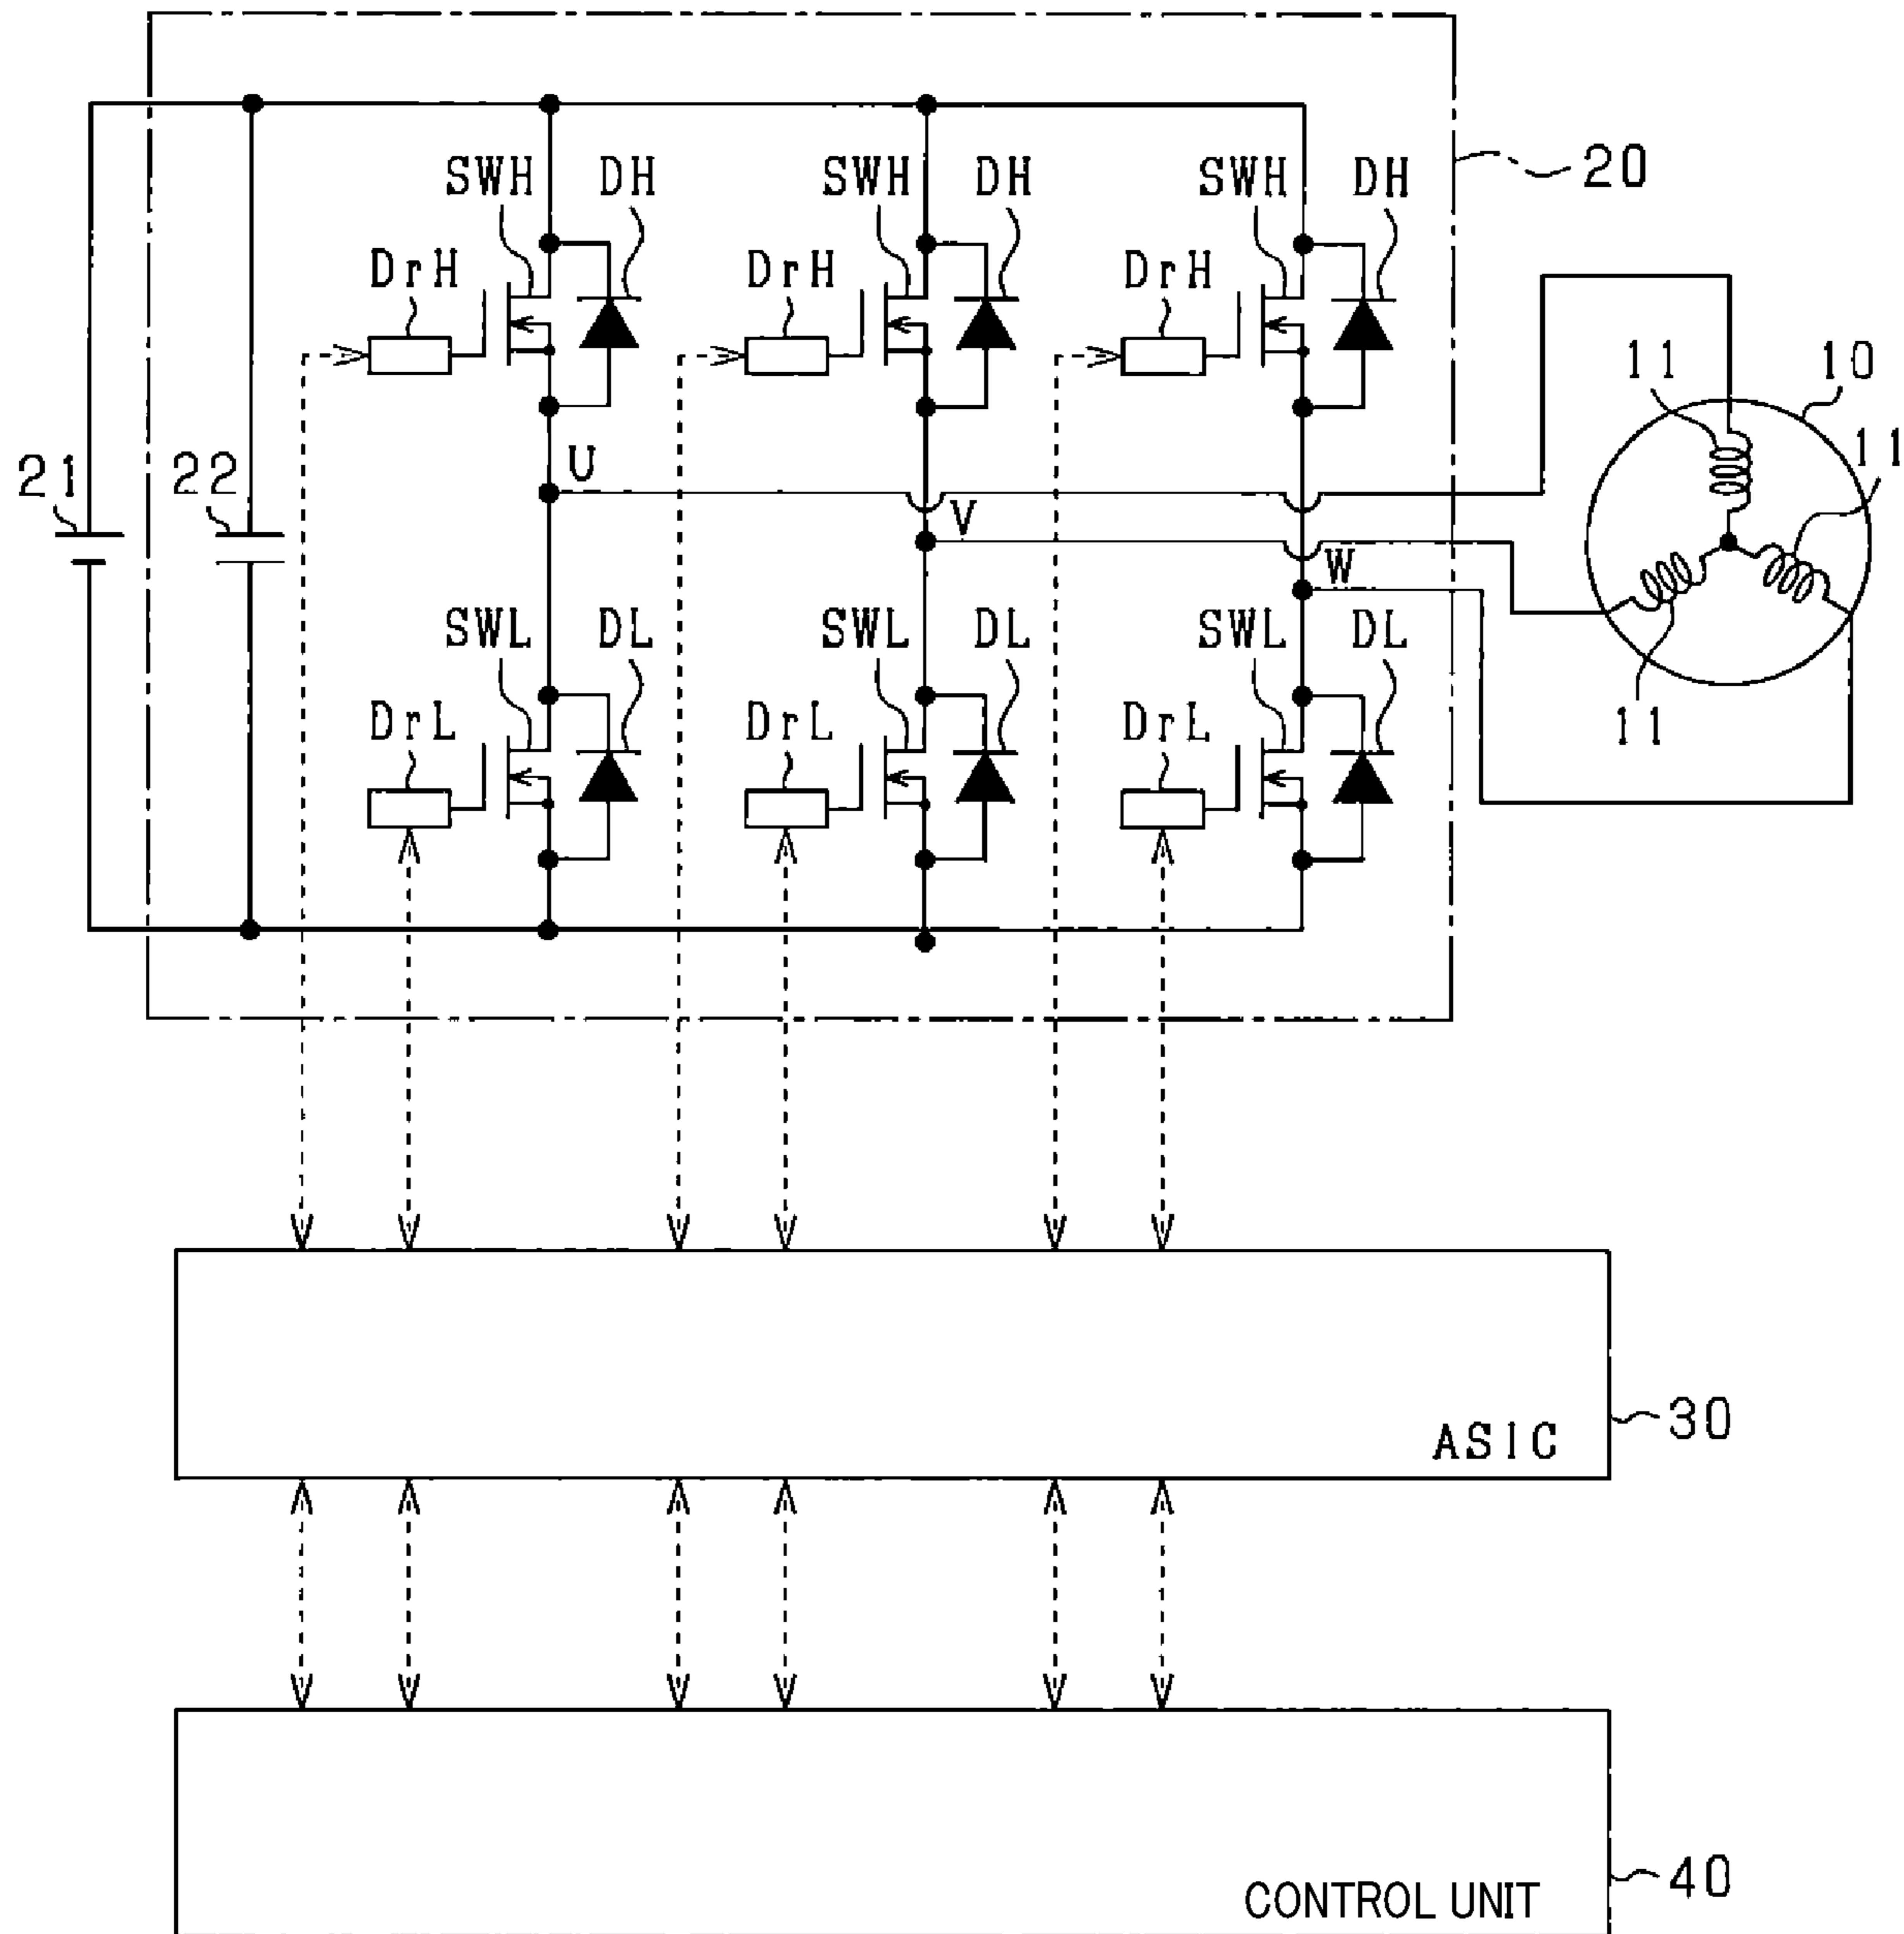 SWH DH SWH DH SWH DH 20
DrH DrH DrH
11 10
11
21 22 U
V
W
SWL DL SWL DL SWL DL
DrL DrL DrL
11
30
ASIC
40
CONTROL UNIT